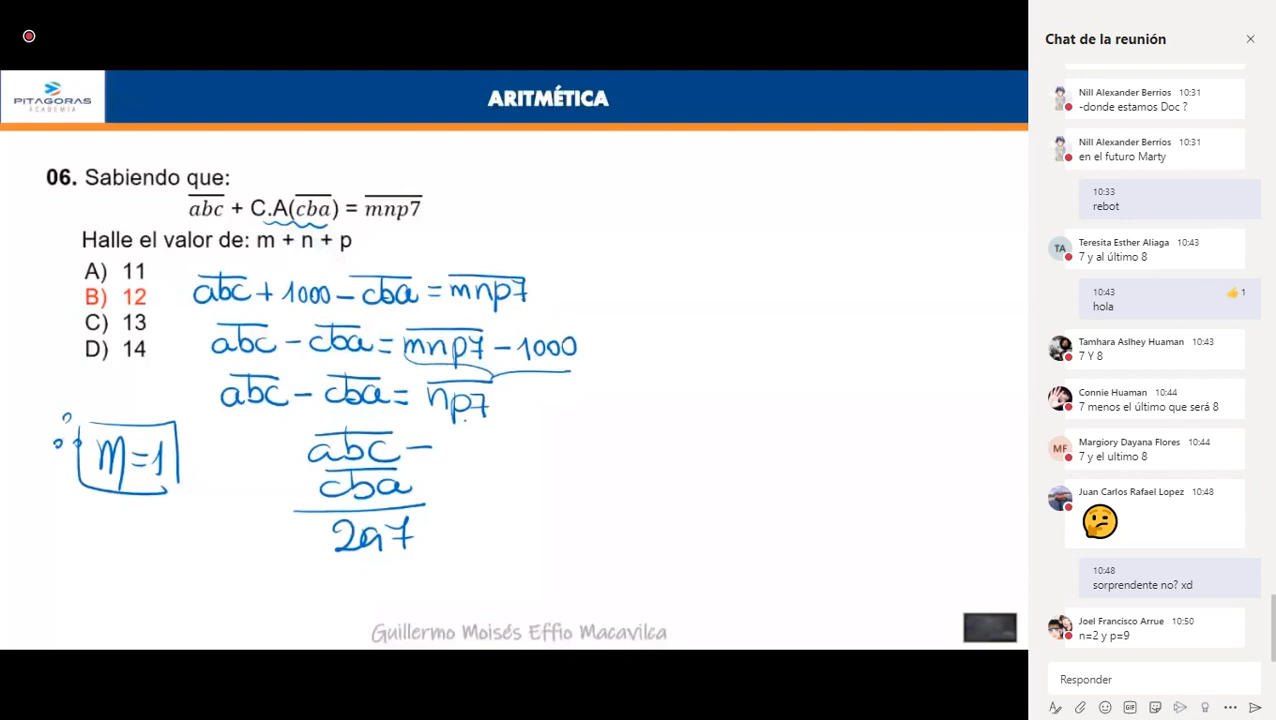 PITAGORAS
ACADEMIA
ARITMÉTICA
06. Sabiendo que:
abc + C.A(cba) = mnp7
Halle el valor de: m + n + p
A) 11
B) 12
C) 13
D) 14
abc + 1000 - cba = mnp7
abc - cba = mnp7 - 1000
abc - cba = np7
m=1
abc -
cba
297
Guillermo Moisés Effio Macavilca
Chat de la reunión
Nill Alexander Berrios 10:31
-donde estamos Doc ?
Nill Alexander Berrios 10:31
en el futuro Marty
10:33
rebot
TA
Teresita Esther Aliaga 10:43
7 y al último 8
10:43
1
hola
Tamhara Aslhey Huaman 10:43
7 Y 8
Connie Huaman 10:44
7 menos el último que será 8
MF
Margiory Dayana Flores 10:44
7 y el ultimo 8
Juan Carlos Rafael Lopez 10:48
10:48
sorprendente no? xd
Joel Francisco Arrue 10:50
n=2 y p=9
Responder
GIF